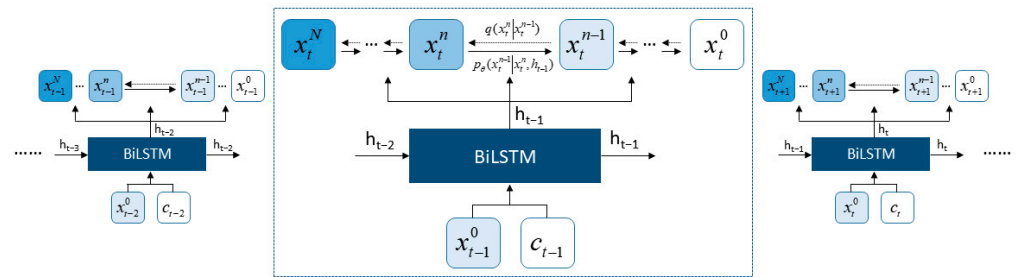 x_{t-1}^{N} ... x_{t-1}^{n} x_{t-1}^{n-1} ... x_{t-1}^{0}
h_{t-2}
h_{t-3} BiLSTM h_{t-2}
......
x_{t-2}^{0} c_{t-2}
x_t^N ... x_t^n q(x_t^n|x_t^{n-1}) x_t^{n-1} ... x_t^0
p_θ(x_t^{n-1}|x_t^n, h_{t-1})
h_{t-1}
h_{t-2} BiLSTM h_{t-1}
x_{t-1}^0 c_{t-1}
x_{t+1}^{N} ... x_{t+1}^{n} x_{t+1}^{n-1} ... x_{t+1}^{0}
h_t
h_{t-1} BiLSTM h_t
......
x_t^0 c_t